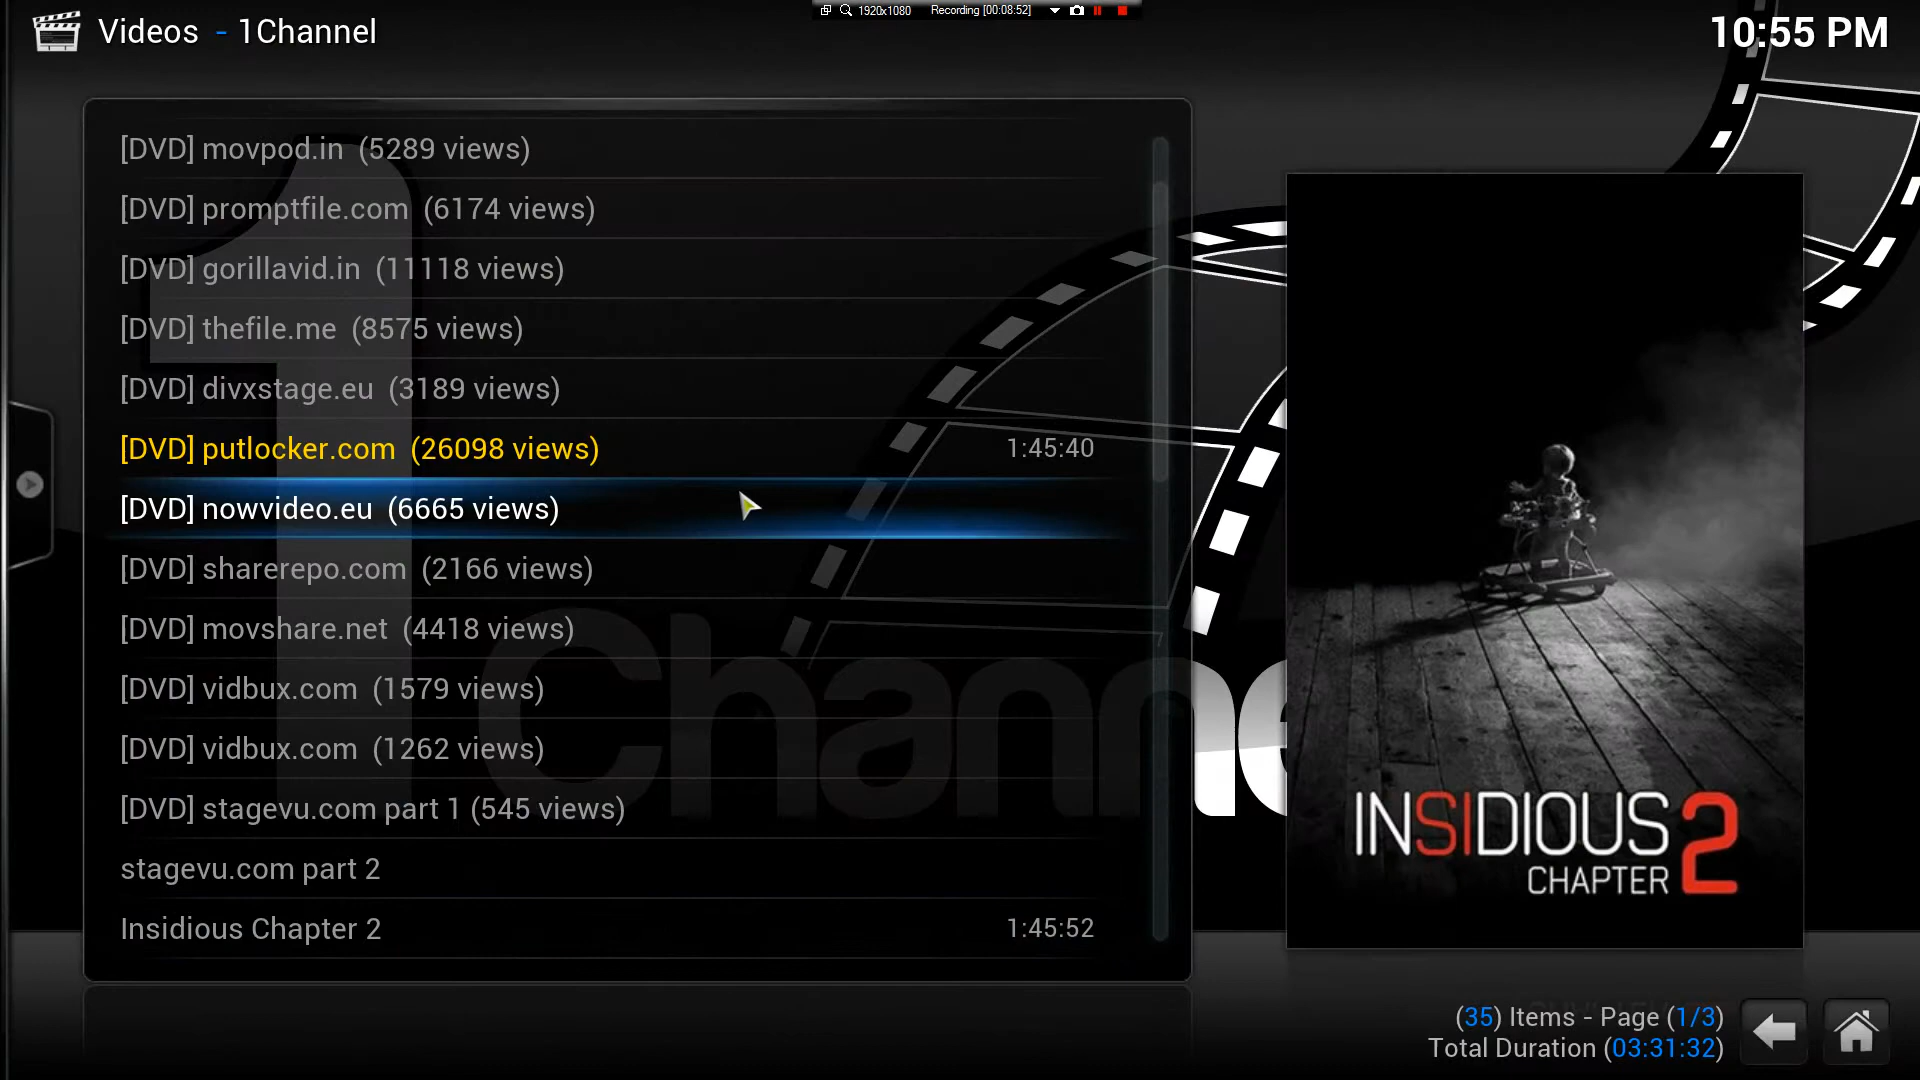 1920x1080 Recording [00:08:52]
Videos - 1Channel
10:55 PM
[DVD] movpod.in (5289 views)
[DVD] promptfile.com (6174 views)
[DVD] gorillavid.in (11118 views)
[DVD] thefile.me (8575 views)
[DVD] divxstage.eu (3189 views)
[DVD] putlocker.com (26098 views) 1:45:40
[DVD] nowvideo.eu (6665 views)
[DVD] sharerepo.com (2166 views)
[DVD] movshare.net (4418 views)
[DVD] vidbux.com (1579 views)
[DVD] vidbux.com (1262 views)
[DVD] stagevu.com part 1 (545 views)
stagevu.com part 2
Insidious Chapter 2 1:45:52
1
Channe
INSIDIOUS 2
CHAPTER
(35) Items - Page (1/3)
Total Duration (03:31:32)